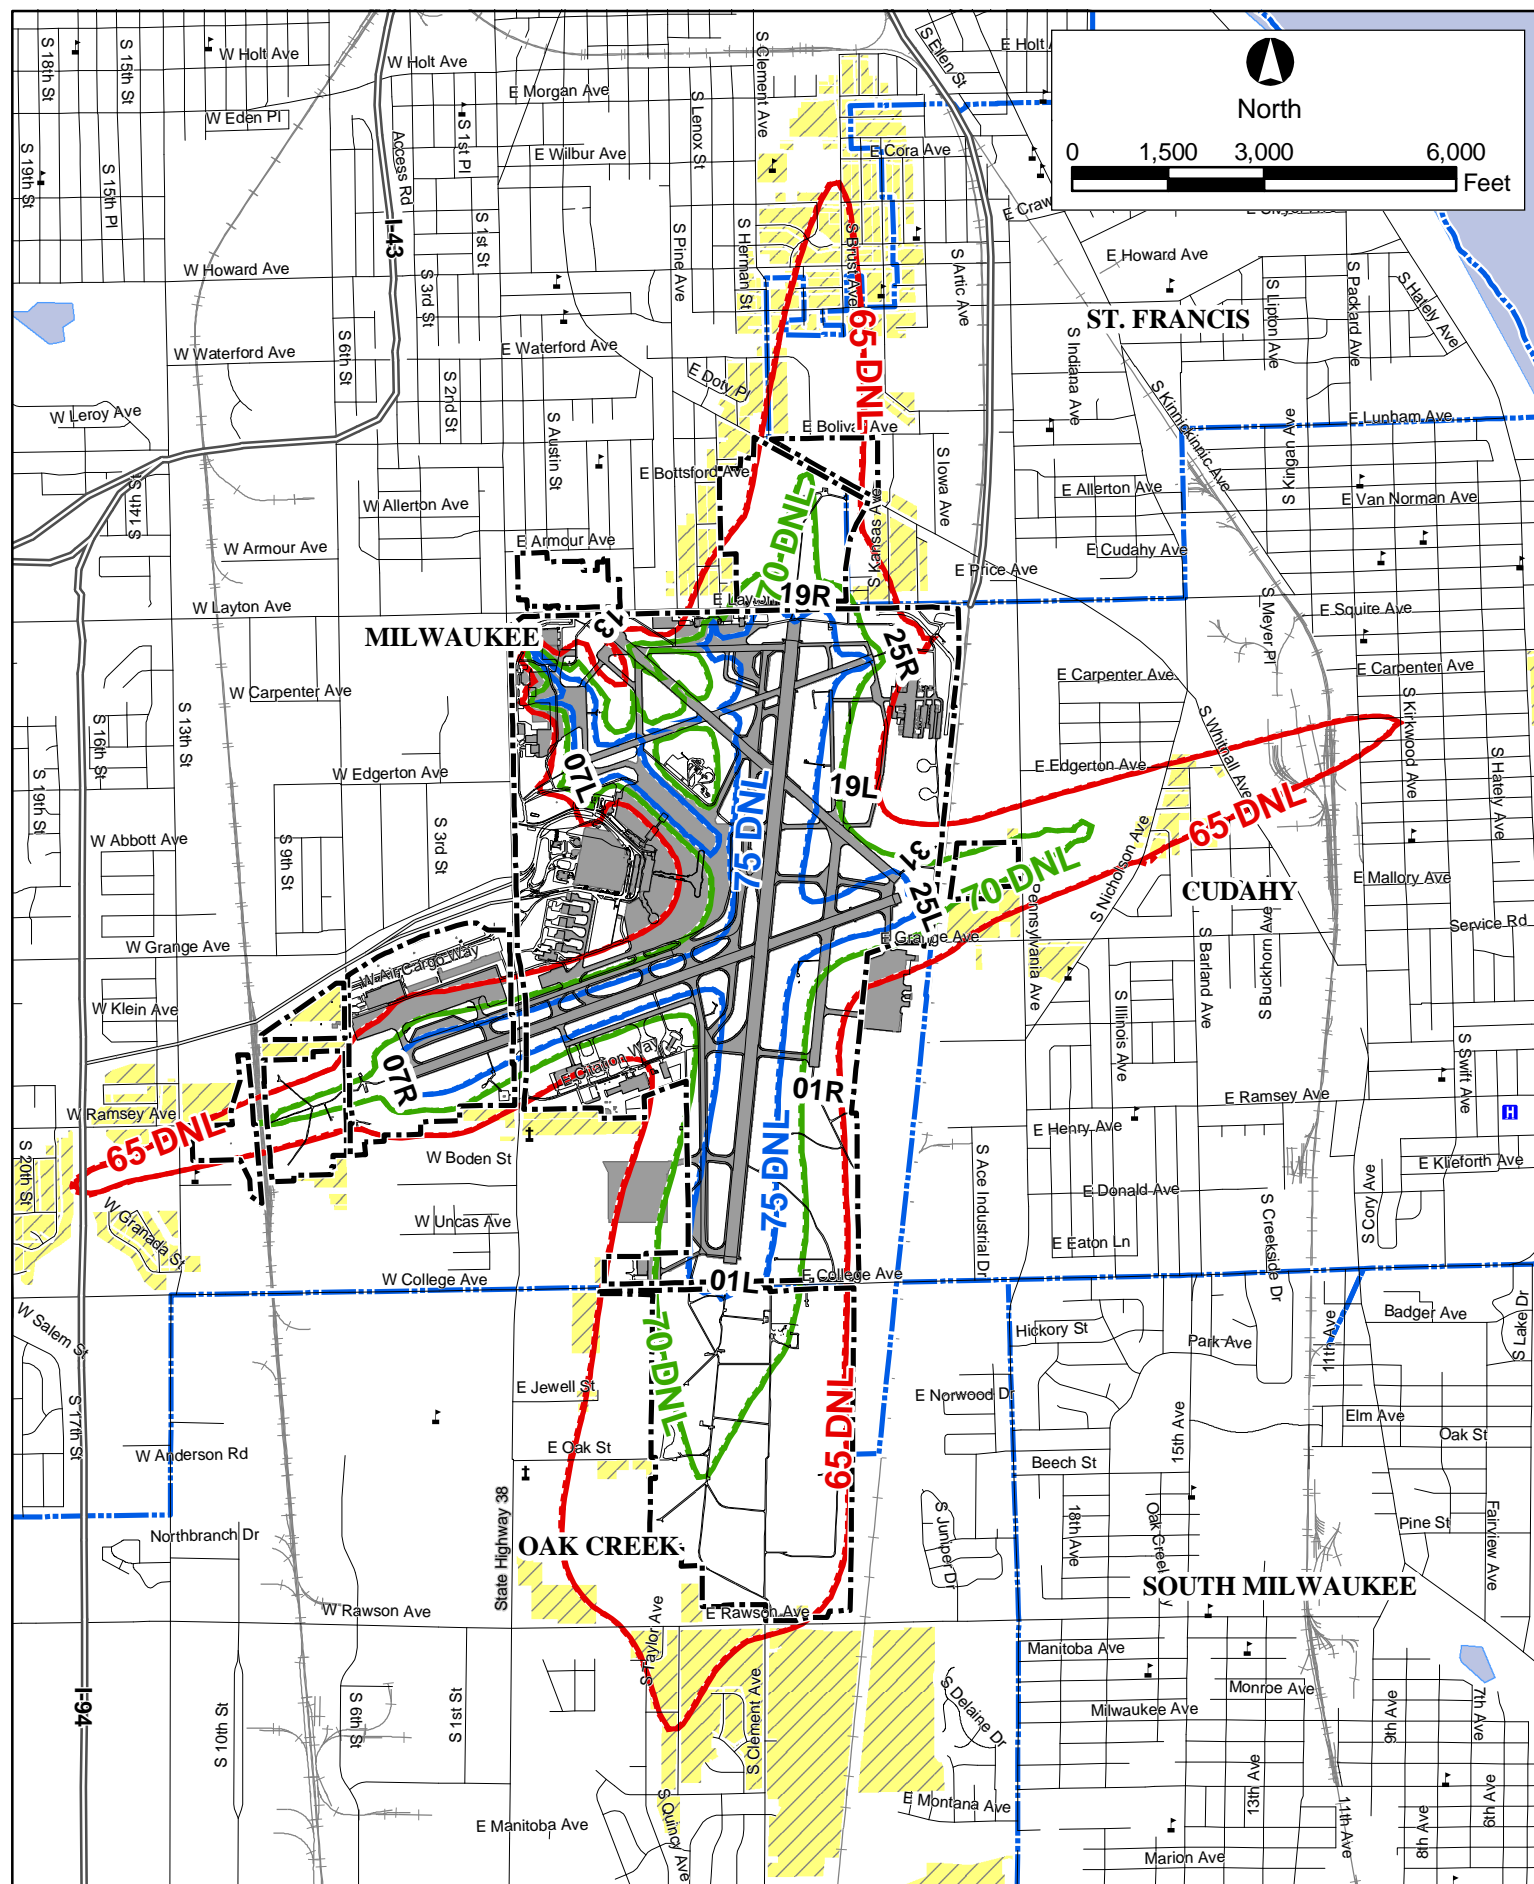 S 18th St
S 15th St
W Holt Ave
W Holt Ave
S Clement Ave
S Ellen St
North
0 1,500 3,000 6,000
Feet
E Morgan Ave
W Eden Pl
S 1st Pl
S Lenox St
Access Rd
E Wilbur Ave
E Cora Ave
S 19th St
S 15th Pl
I-43
S 1st St
S Pine Ave
S Herman St
S Brust Ave
S Artic Ave
W Howard Ave
E Howard Ave
S 3rd St
S Lipton Ave
S Packard Ave
S Hately Ave
ST. FRANCIS
65 DNL
W Waterford Ave
S 6th St
E Waterford Ave
S Indiana Ave
E Doty Pl
S 2nd St
S Kinnickinnic Ave
W Leroy Ave
S Austin St
E Bolivar Ave
E Lunham Ave
S Kingan Ave
E Bottsford Ave
S Iowa Ave
E Allerton Ave
E Van Norman Ave
W Allerton Ave
S 14th St
70 DNL
S Kansas Ave
W Armour Ave
E Armour Ave
E Cudahy Ave
E Price Ave
W Layton Ave
19R
S Meyer Pl
E Squire Ave
MILWAUKEE
13
25R
W Carpenter Ave
E Carpenter Ave
E Carpenter Ave
S 16th St
S 13th St
S Whitnall Ave
S Kirkwood Ave
W Edgerton Ave
07L
E Edgerton Ave
S Hately Ave
S 19th St
19L
W Abbott Ave
S 9th St
S 3rd St
75 DNL
65 DNL
31
70 DNL
S Nicholson Ave
E Mallory Ave
25L
CUDAHY
S Pennsylvania Ave
W Grange Ave
E Grange Ave
S Barland Ave
S Buckhorn Ave
Service Rd
W Air Cargo Way
W Klein Ave
S Illinois Ave
S Swift Ave
07R
E Citation Way
01R
W Ramsey Ave
E Ramsey Ave
65 DNL
E Henry Ave
H
S 20th St
W Boden St
S Ace Industrial Dr
E Klieforth Ave
75 DNL
E Donald Ave
W Granada St
W Uncas Ave
S Creekside Dr
S Cory Ave
E Eaton Ln
W College Ave
01L
E College Ave
W Salem St
Hickory St
Park Ave
11th Ave
Badger Ave
S Lake Dr
70 DNL
E Jewell St
S 17th St
E Norwood Dr
65 DNL
Elm Ave
15th Ave
Oak St
W Anderson Rd
E Oak St
Beech St
State Highway 38
S Juniper Dr
18th Ave
Pine St
Fairview Ave
Northbranch Dr
OAK CREEK
SOUTH MILWAUKEE
W Rawson Ave
E Rawson Ave
S Taylor Ave
Manitoba Ave
S Delaine Dr
Monroe Ave
I-94
S 10th St
S 6th St
S 1st St
S Clement Ave
Milwaukee Ave
9th Ave
7th Ave
E Montana Ave
13th Ave
11th Ave
8th Ave
6th Ave
E Manitoba Ave
S Quincy Ave
Marion Ave